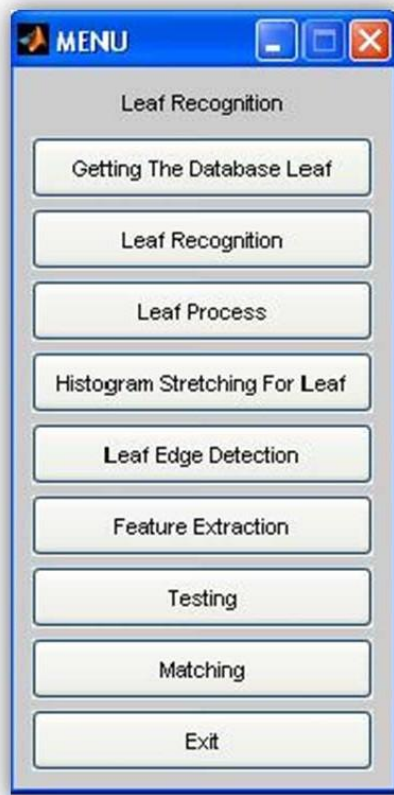 MENU
Leaf Recognition
Getting The Database Leaf
Leaf Recognition
Leaf Process
Histogram Stretching For Leaf
Leaf Edge Detection
Feature Extraction
Testing
Matching
Exit